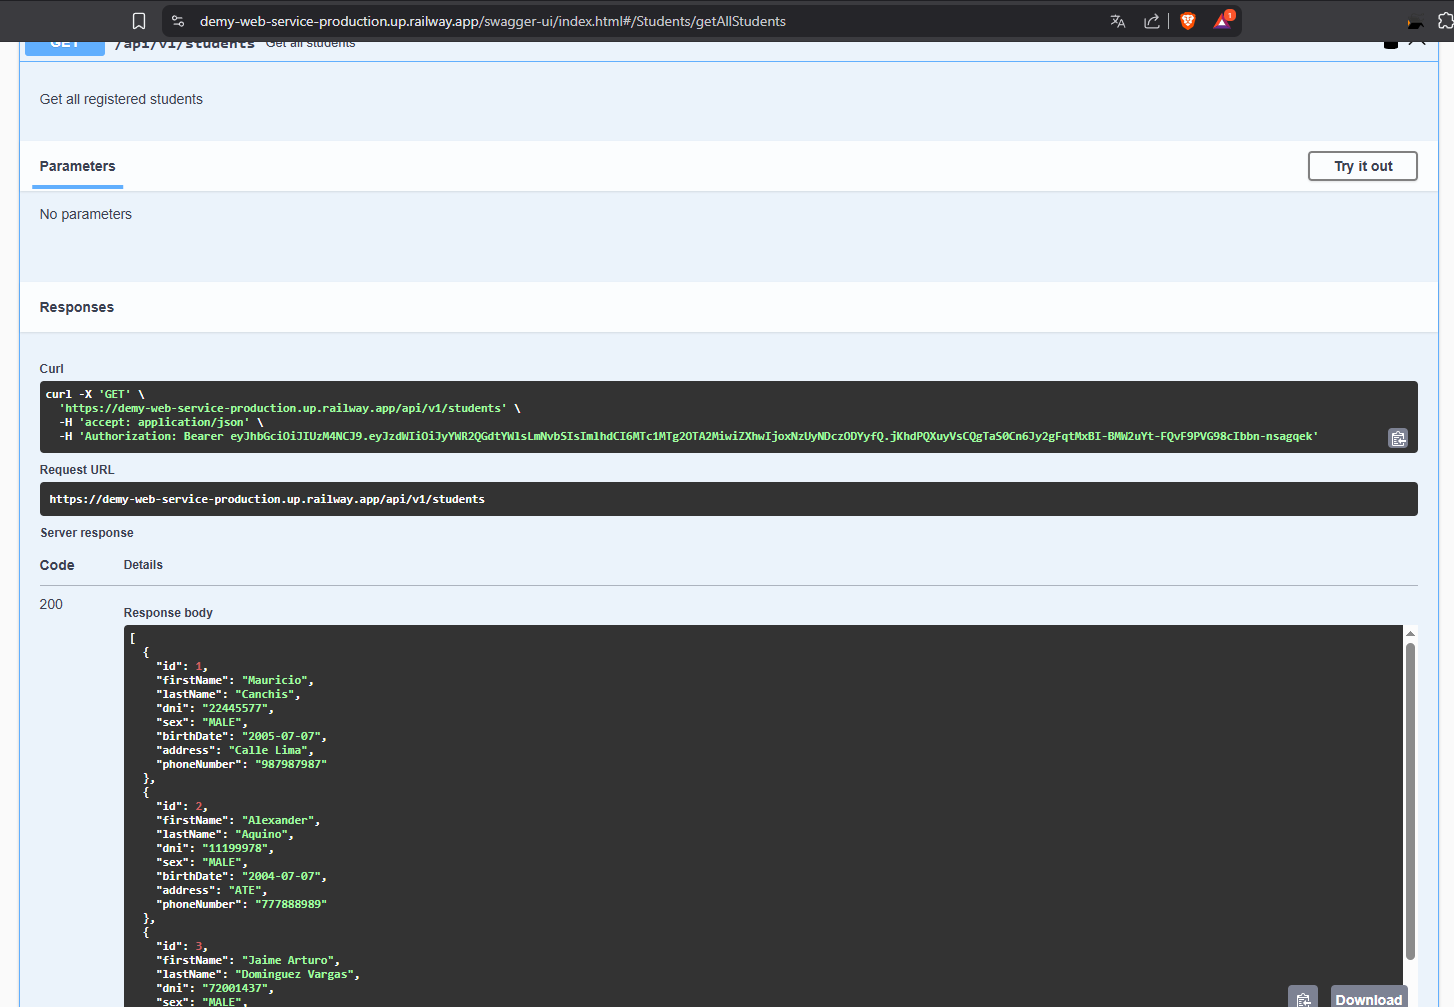 demy-web-service-production.up.railway.app/swagger-ui/index.html#/Students/getAllStudents
1
GET /api/v1/students Get all students
Get all registered students
Parameters
Try it out
No parameters
Responses
Curl
curl -X 'GET' \
'https://demy-web-service-production.up.railway.app/api/v1/students' \
-H 'accept: application/json' \
-H 'Authorization: Bearer eyJhbGciOiJIUzM4NCJ9.eyJzdWIiOiJyYWR2QGdtYWlsLmNvbSIsImlhdCI6MTc1MTg2OTA2MiwiZXhwIjoxNzUyNDczODYyfQ.jKhdPQXuyVsCQgTaS0Cn6Jy2gFqtMxBI-BMW2uYt-FQvF9PVG98cIbbn-nsagqek'
Request URL
https://demy-web-service-production.up.railway.app/api/v1/students
Server response
Code Details
200
Response body
[
{
"id": 1,
"firstName": "Mauricio",
"lastName": "Canchis",
"dni": "22445577",
"sex": "MALE",
"birthDate": "2005-07-07",
"address": "Calle Lima",
"phoneNumber": "987987987"
},
{
"id": 2,
"firstName": "Alexander",
"lastName": "Aquino",
"dni": "11199978",
"sex": "MALE",
"birthDate": "2004-07-07",
"address": "ATE",
"phoneNumber": "777888989"
},
{
"id": 3,
"firstName": "Jaime Arturo",
"lastName": "Dominguez Vargas",
"dni": "72001437",
"sex": "MALE",
Download